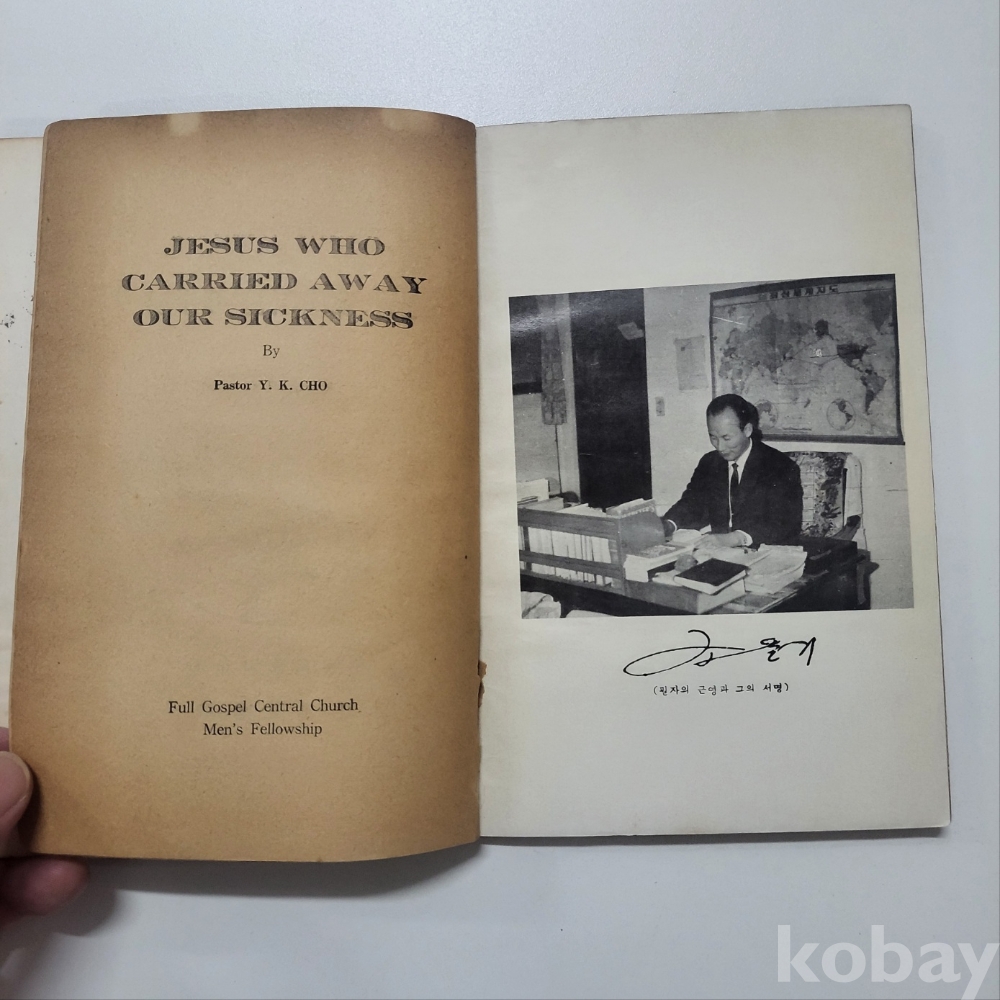 JESUS WHO
CARRIED AWAY
OUR SICKNESS
By
Pastor Y. K. CHO
Full Gospel Central Church
Men's Fellowship
(필자의 근영과 그의 서명)
kobay